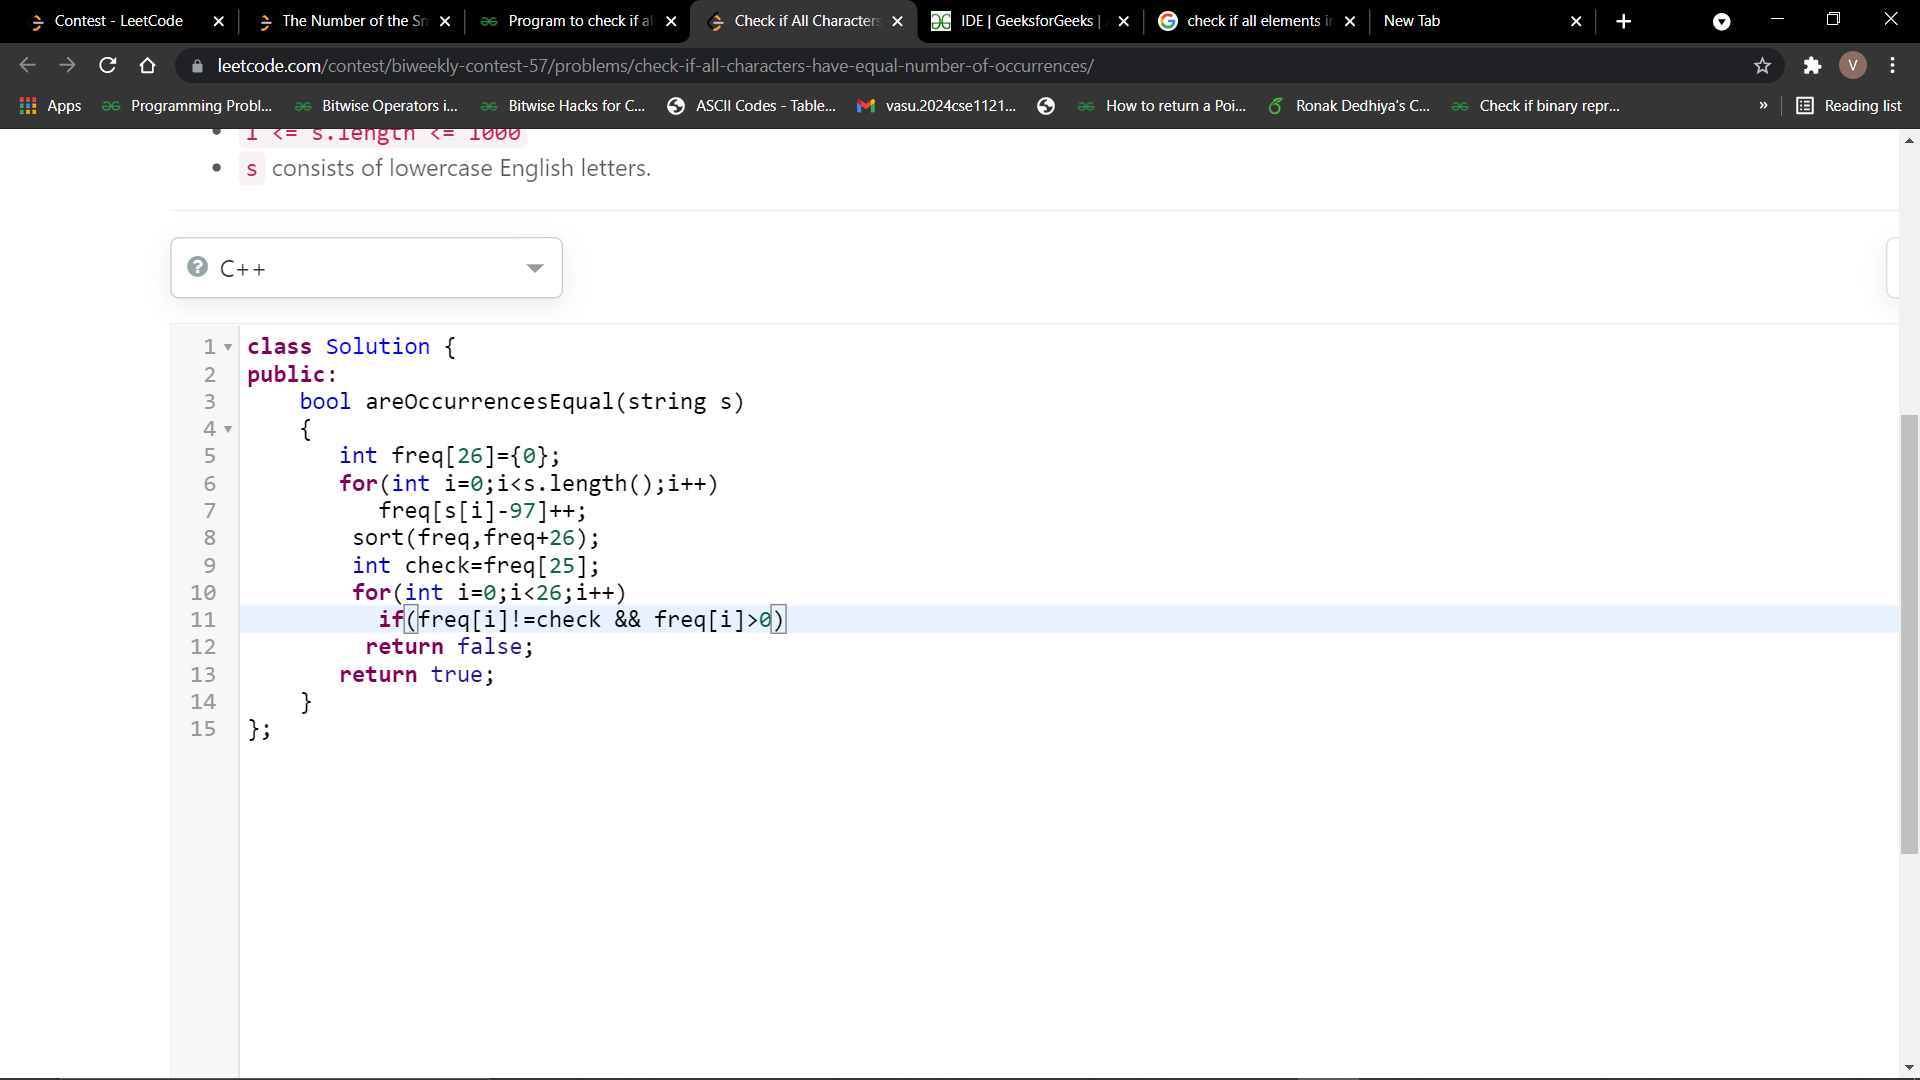 Contest - LeetCode
The Number of the Sm
Program to check if al
Check if All Characters
IDE | GeeksforGeeks |
check if all elements i
New Tab
leetcode.com/contest/biweekly-contest-57/problems/check-if-all-characters-have-equal-number-of-occurrences/
V
Apps
Programming Probl...
Bitwise Operators i...
Bitwise Hacks for C...
ASCII Codes - Table...
vasu.2024cse1121...
How to return a Poi...
Ronak Dedhiya's C...
Check if binary repr...
»
Reading list
1 <= s.length <= 1000
s consists of lowercase English letters.
? C++
1 class Solution {
2 public:
3 bool areOccurrencesEqual(string s)
4 {
5 int freq[26]={0};
6 for(int i=0;i<s.length();i++)
7 freq[s[i]-97]++;
8 sort(freq,freq+26);
9 int check=freq[25];
10 for(int i=0;i<26;i++)
11 if(freq[i]!=check && freq[i]>0)
12 return false;
13 return true;
14 }
15 };